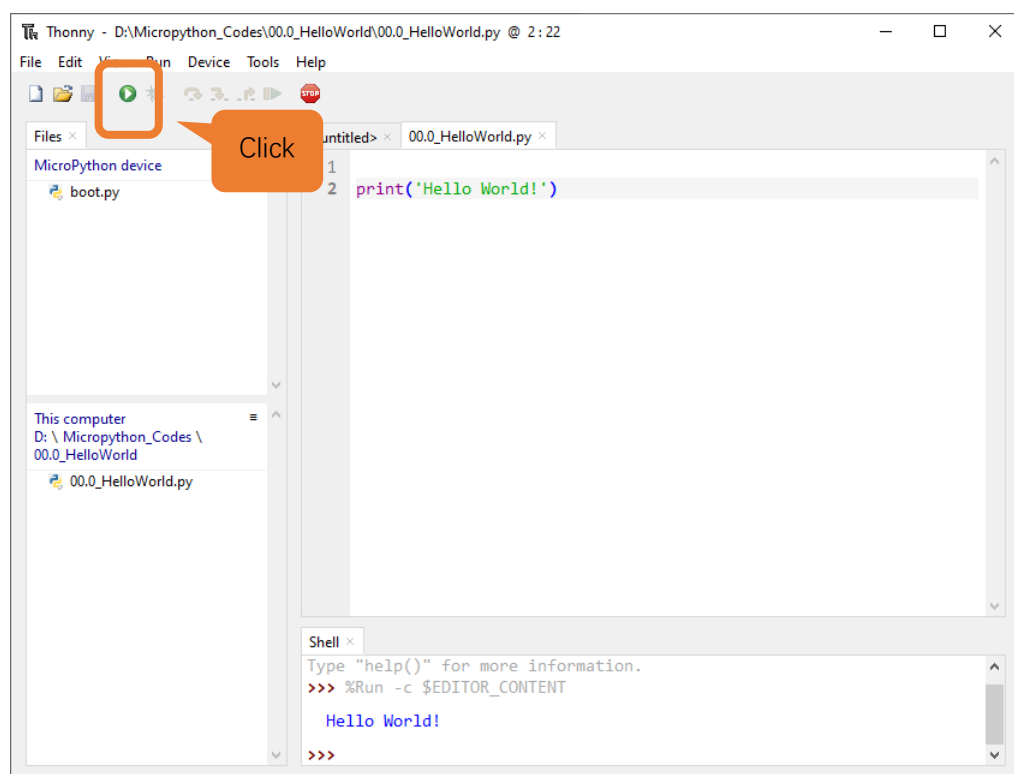 Thonny - D:\Micropython_Codes\00.0_HelloWorld\00.0_HelloWorld.py @ 2:22
File Edit Run Device Tools Help
STOP
Click
Files
MicroPython device
boot.py
00.0_HelloWorld.py
1
2 print('Hello World!')
This computer
D: \ Micropython_Codes \
00.0_HelloWorld
00.0_HelloWorld.py
Shell
Type "help()" for more information.
>>> %Run -c $EDITOR_CONTENT
Hello World!
>>>